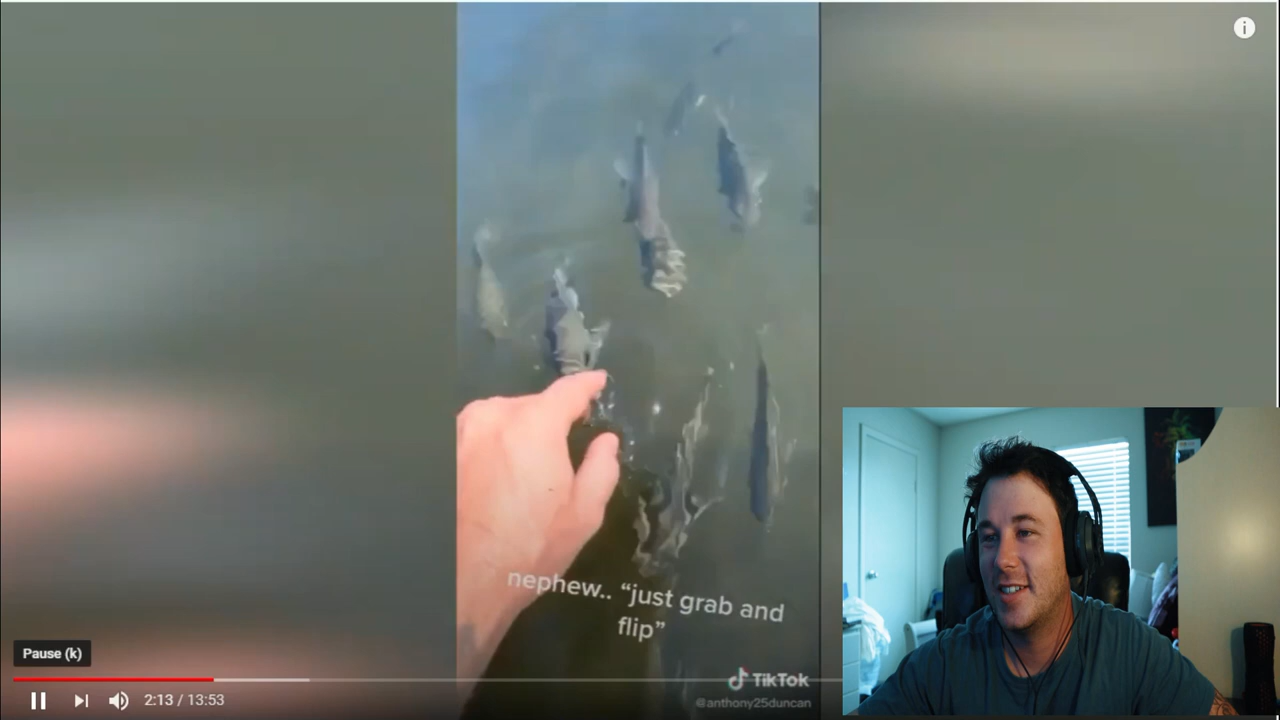 nephew.. “just grab and
flip”
Pause (k)
TikTok
2:13 / 13:53
@anthony25duncan